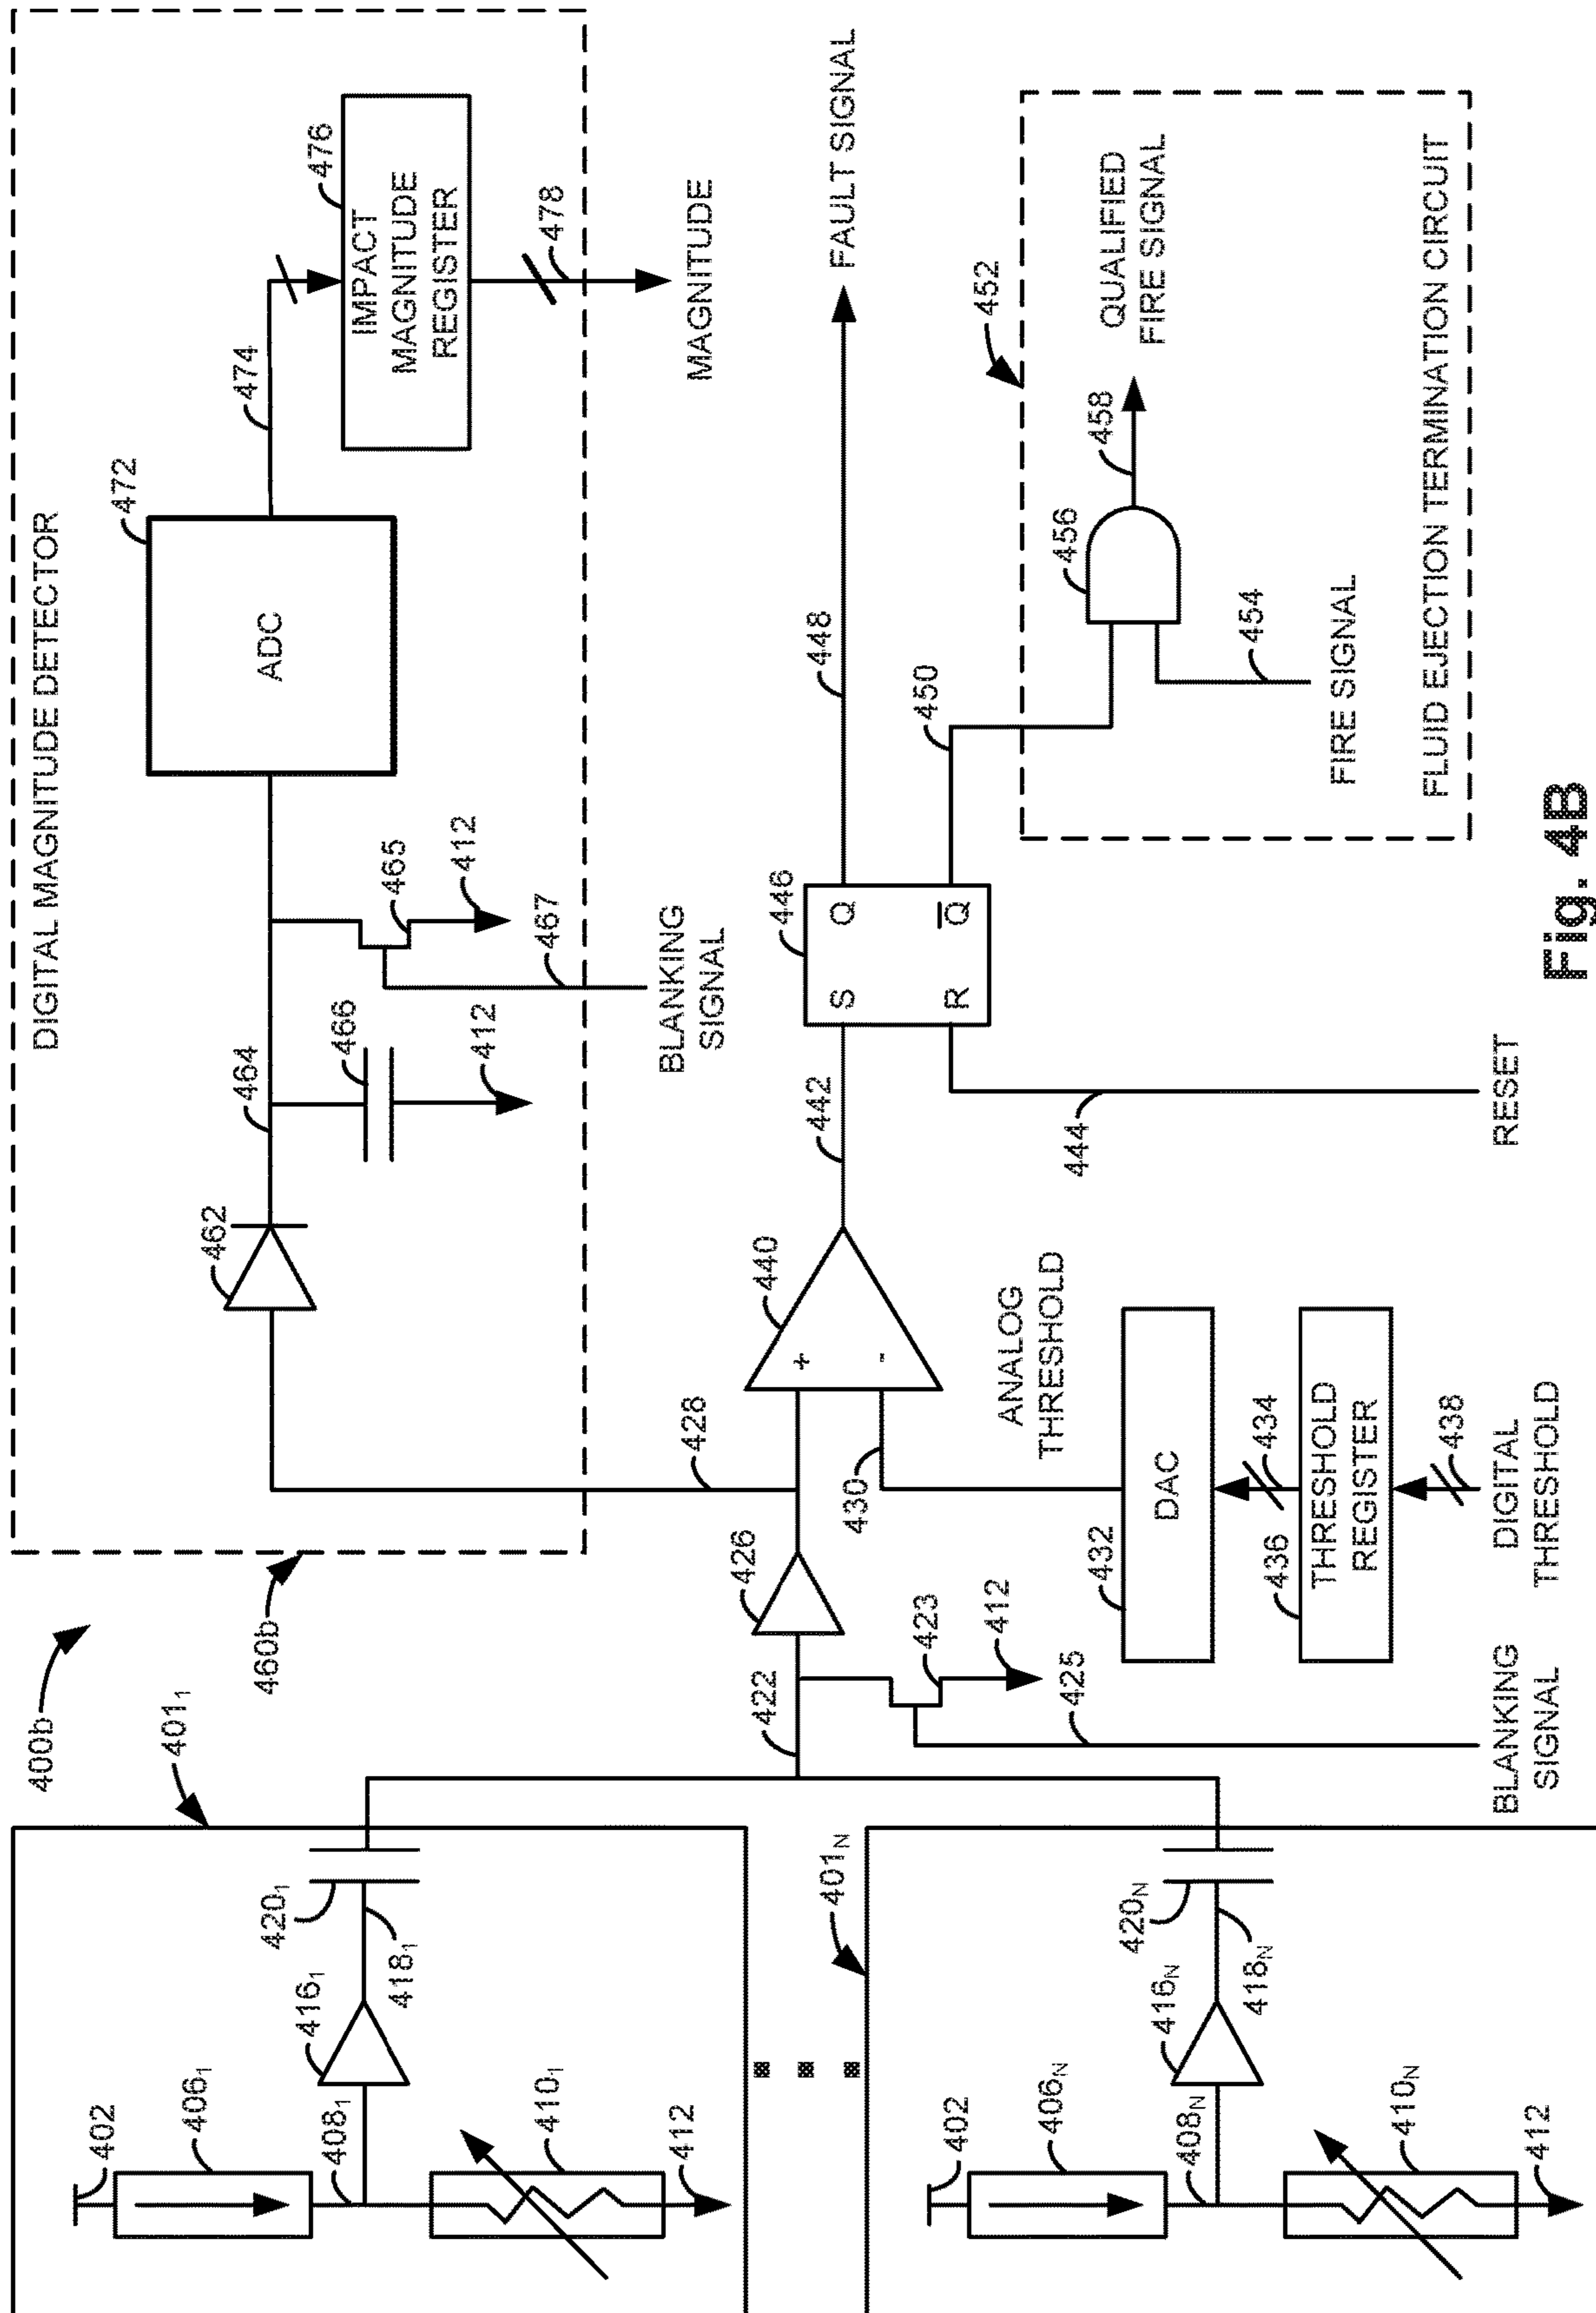 400b
401₁
402
406₁
408₁
410₁
412
416₁
418₁
420₁
401N
402
406N
408N
410N
412
416N
418N
420N
422
423
412
425
BLANKING
SIGNAL
426
428
430
ANALOG
THRESHOLD
432
DAC
434
436
THRESHOLD
REGISTER
438
DIGITAL
THRESHOLD
440
+
-
442
444
RESET
446
S
Q
R
Q̅
448
FAULT SIGNAL
450
452
454
FIRE SIGNAL
456
458
QUALIFIED
FIRE SIGNAL
FLUID EJECTION TERMINATION CIRCUIT
460b
DIGITAL MAGNITUDE DETECTOR
462
464
466
412
465
412
467
BLANKING
SIGNAL
472
ADC
474
476
IMPACT
MAGNITUDE
REGISTER
478
MAGNITUDE
Fig. 4B